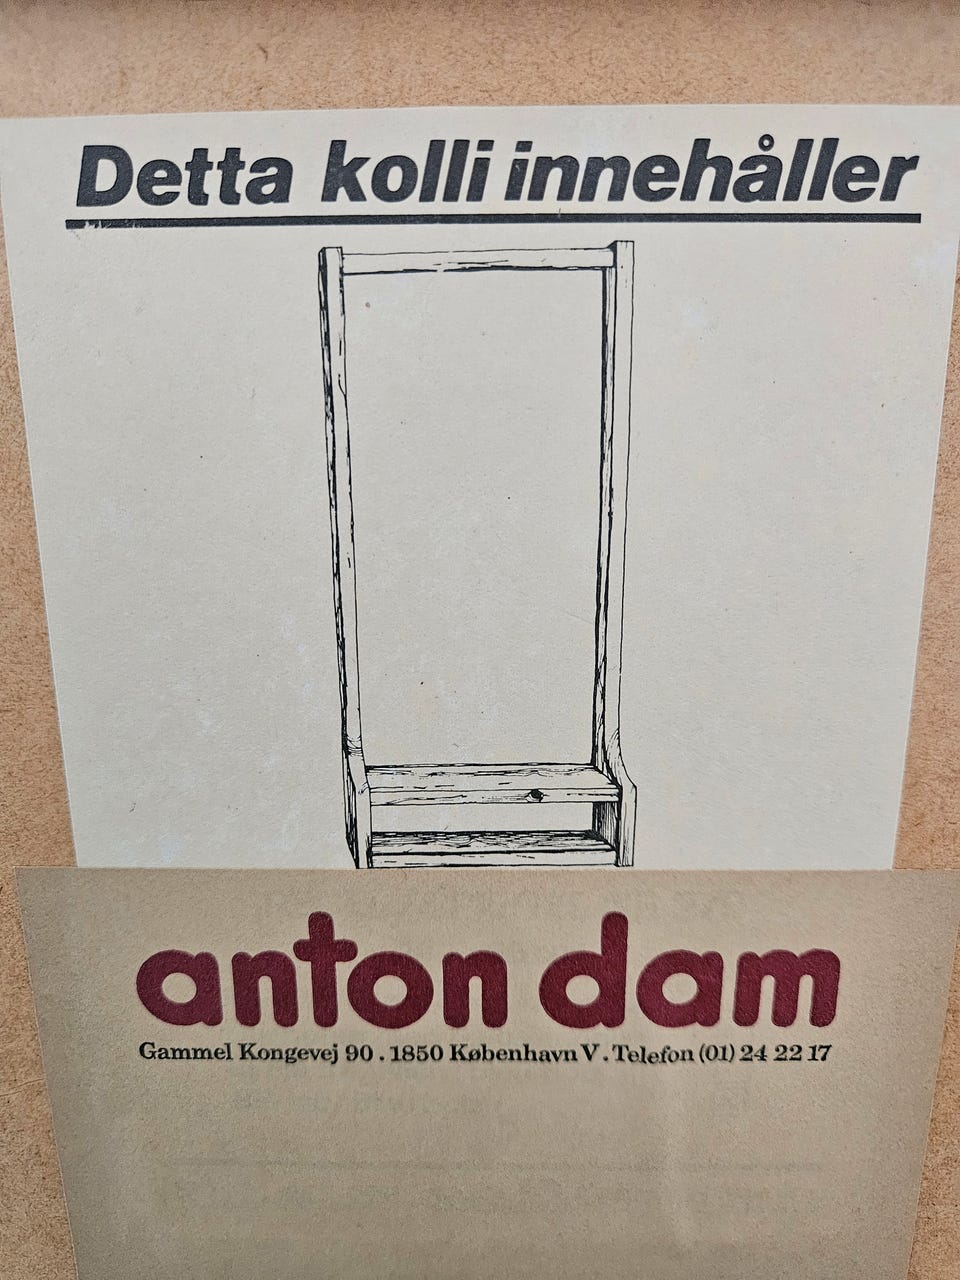 Detta kolli innehåller
anton dam
Gammel Kongevej 90 . 1850 København V . Telefon (01) 24 22 17